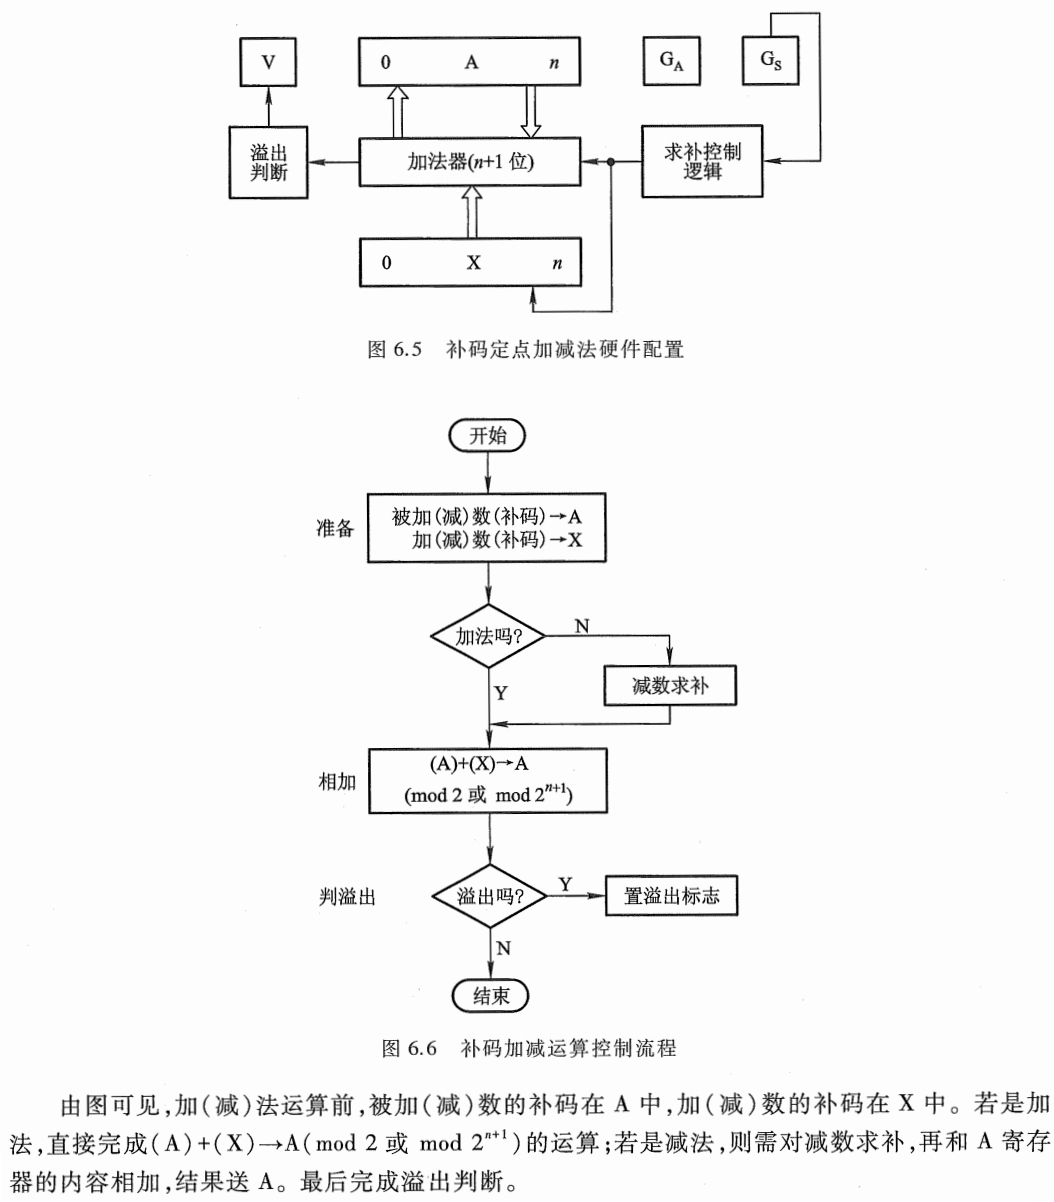 V
0 A n
G_A
G_S
溢出
判断
加法器(n+1 位)
求补控制
逻辑
0 X n
图 6.5 补码定点加减法硬件配置
开始
准备
被加(减)数(补码)→A
加(减)数(补码)→X
加法吗?
N
减数求补
Y
相加
(A)+(X)→A
(mod 2 或 mod 2^{n+1})
判溢出
溢出吗?
Y
置溢出标志
N
结束
图 6.6 补码加减运算控制流程
由图可见,加(减)法运算前,被加(减)数的补码在 A 中,加(减)数的补码在 X 中。若是加
法,直接完成(A)+(X)→A(mod 2 或 mod 2^{n+1})的运算;若是减法,则需对减数求补,再和 A 寄存
器的内容相加,结果送 A。最后完成溢出判断。